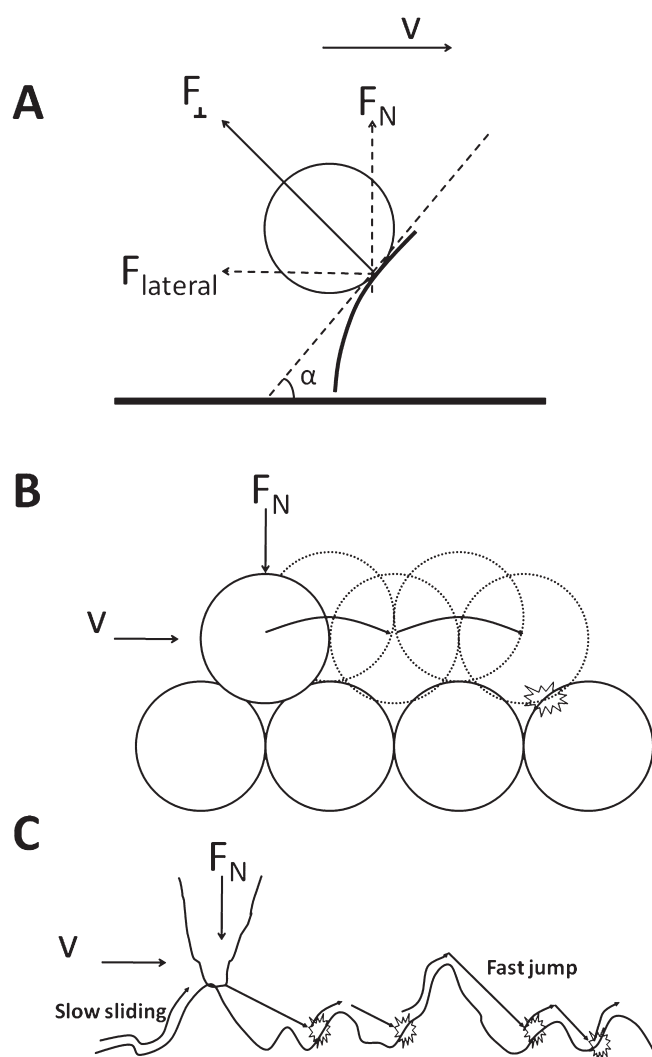 V
A
F⊥
FN
Flateral
α
B
FN
V
C
FN
V
Slow sliding
Fast jump